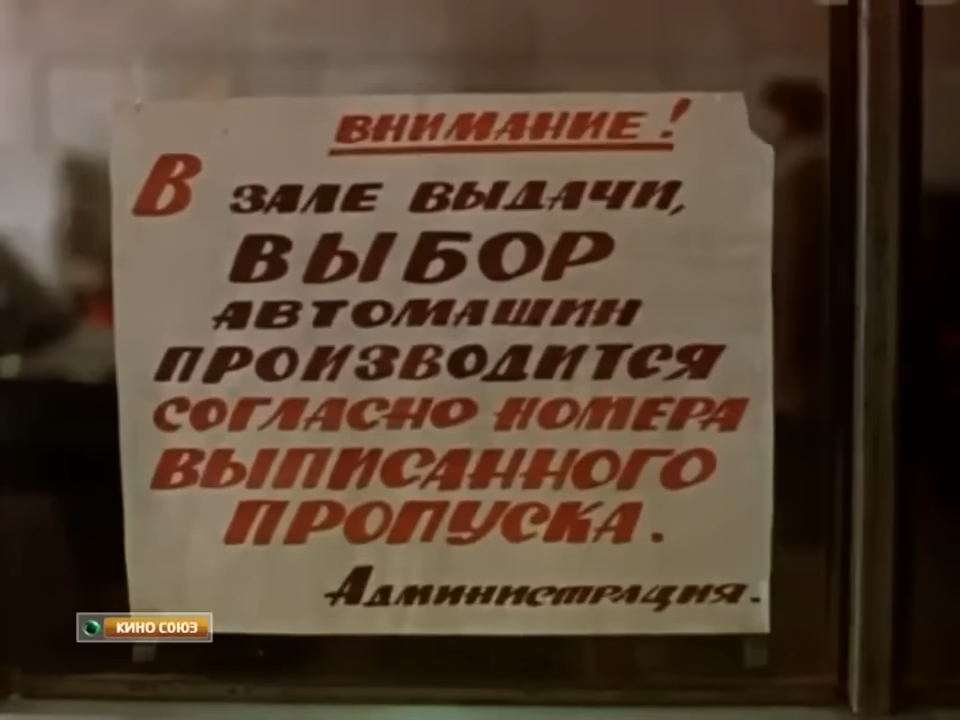 ВНИМАНИЕ!
В ЗАЛЕ ВЫДАЧИ,
ВЫБОР
АВТОМАШИН
ПРОИЗВОДИТСЯ
СОГЛАСНО НОМЕРА
ВЫПИСАННОГО
ПРОПУСКА.
Администрация.
КИНО СОЮЗ